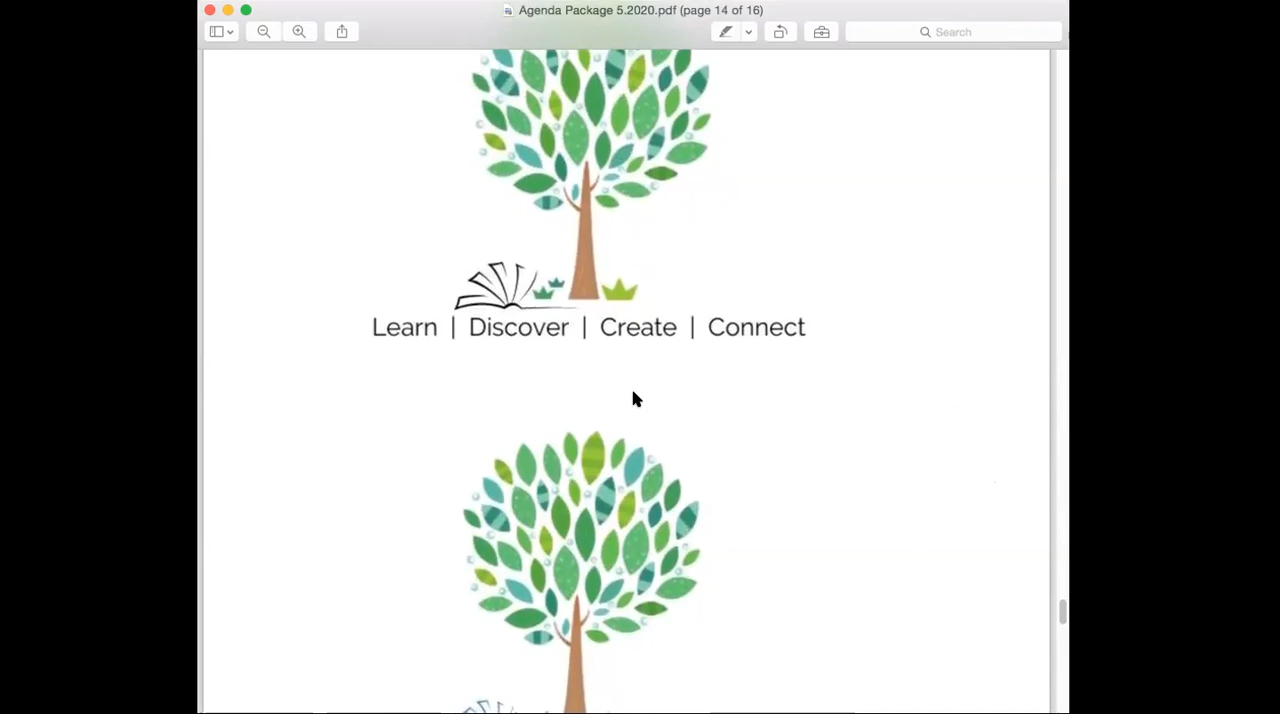 Agenda Package 5.2020.pdf (page 14 of 16)
Search
Learn | Discover | Create | Connect